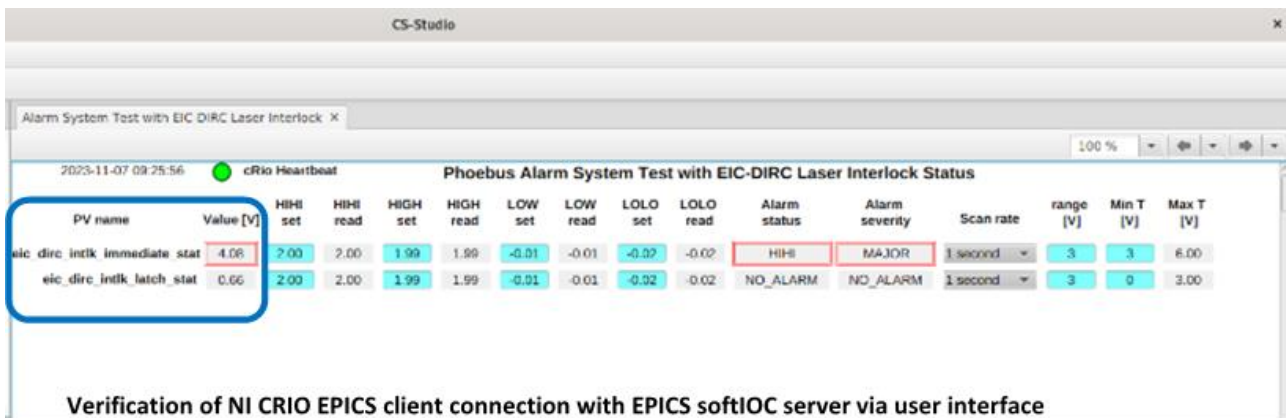 CS-Studio
Alarm System Test with EIC DIRC Laser Interlock ×
100 %
2023-11-07 09:25:56 cRio Heartbeat Phoebus Alarm System Test with EIC-DIRC Laser Interlock Status
PV name Value [V] HIHI set HIHI read HIGH set HIGH read LOW set LOW read LOLO set LOLO read Alarm status Alarm severity Scan rate range [V] Min T [V] Max T [V]
eic_dirc_intlk_immediate_stat 4.08 2.00 2.00 1.99 1.99 -0.01 -0.01 -0.02 -0.02 HIHI MAJOR 1 second 3 3 6.00
eic_dirc_intlk_latch_stat 0.66 2.00 2.00 1.99 1.99 -0.01 -0.01 -0.02 -0.02 NO_ALARM NO_ALARM 1 second 3 0 3.00
Verification of NI CRIO EPICS client connection with EPICS softIOC server via user interface